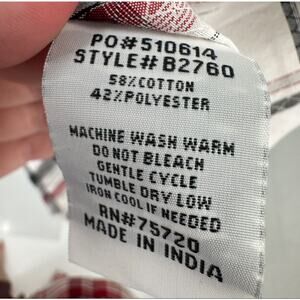 PO#510614
STYLE#B2760
58%COTTON
42%POLYESTER
MACHINE WASH WARM
DO NOT BLEACH
GENTLE CYCLE
TUMBLE DRY LOW
IRON COOL IF NEEDED
RN#75720
MADE IN INDIA